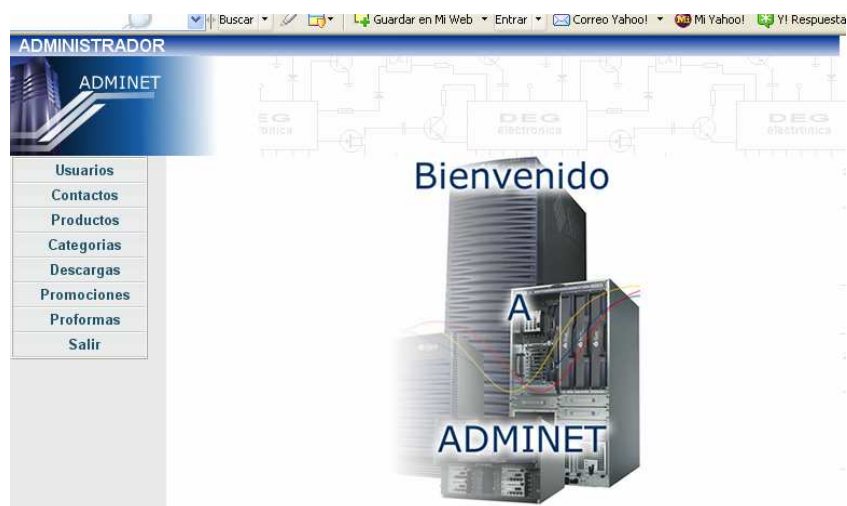 Buscar Guardar en Mi Web Entrar Correo Yahoo! Mi Yahoo! Y! Respuesta
ADMINISTRADOR
ADMINET
DEG
electronica
DEG
electronica
Usuarios
Contactos
Productos
Categorias
Descargas
Promociones
Proformas
Salir
Bienvenido
A
ADMINET